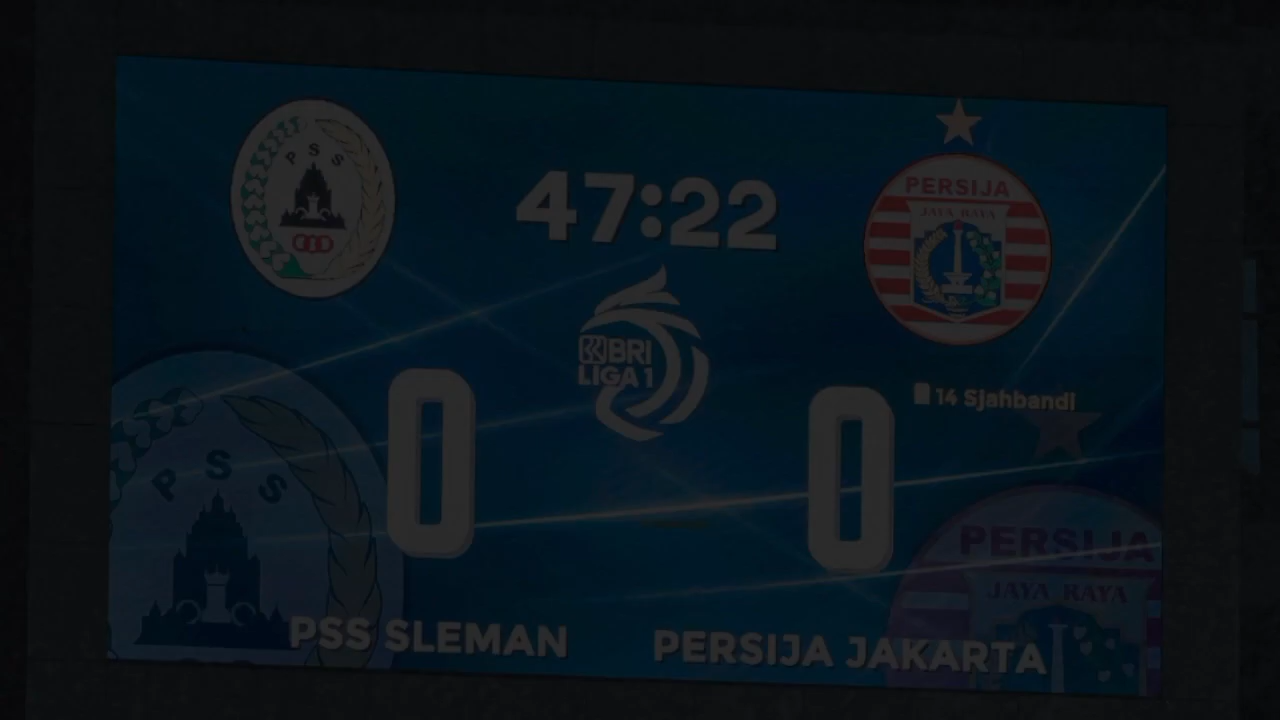 PSS
47:22
PERSIJA
JAYA RAYA
BRI
LIGA 1
0
0
14 Sjahbandi
PSS
PERSIJA
JAYA RAYA
PSS SLEMAN
PERSIJA JAKARTA